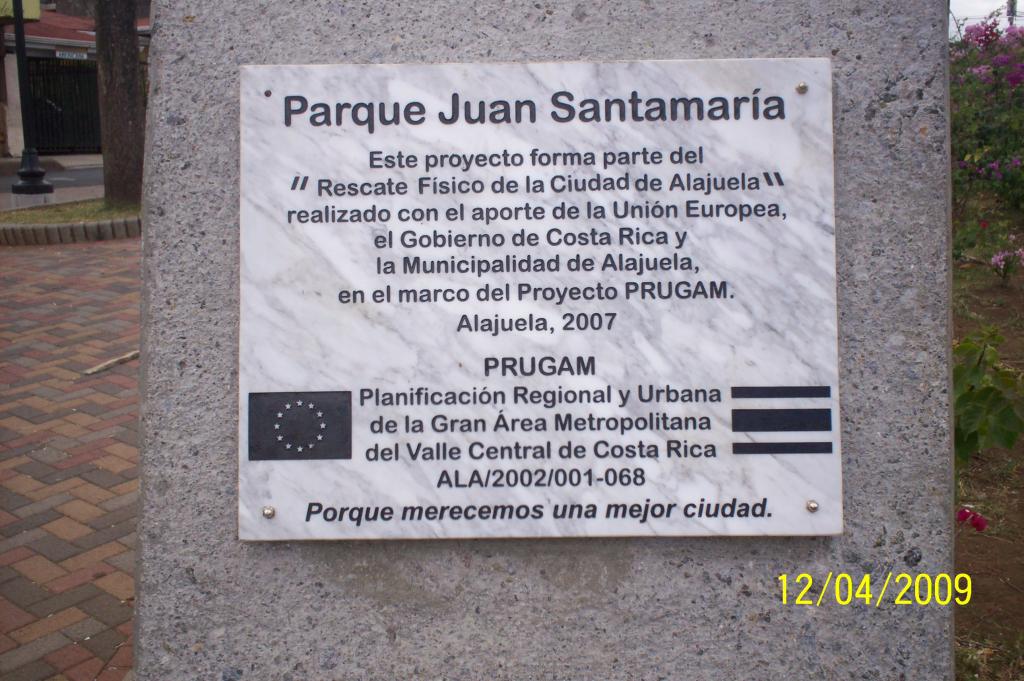 Parque Juan Santamaría
Este proyecto forma parte del
" Rescate Físico de la Ciudad de Alajuela"
realizado con el aporte de la Unión Europea,
el Gobierno de Costa Rica y
la Municipalidad de Alajuela,
en el marco del Proyecto PRUGAM.
Alajuela, 2007
PRUGAM
Planificación Regional y Urbana
de la Gran Área Metropolitana
del Valle Central de Costa Rica
ALA/2002/001-068
Porque merecemos una mejor ciudad.
12/04/2009